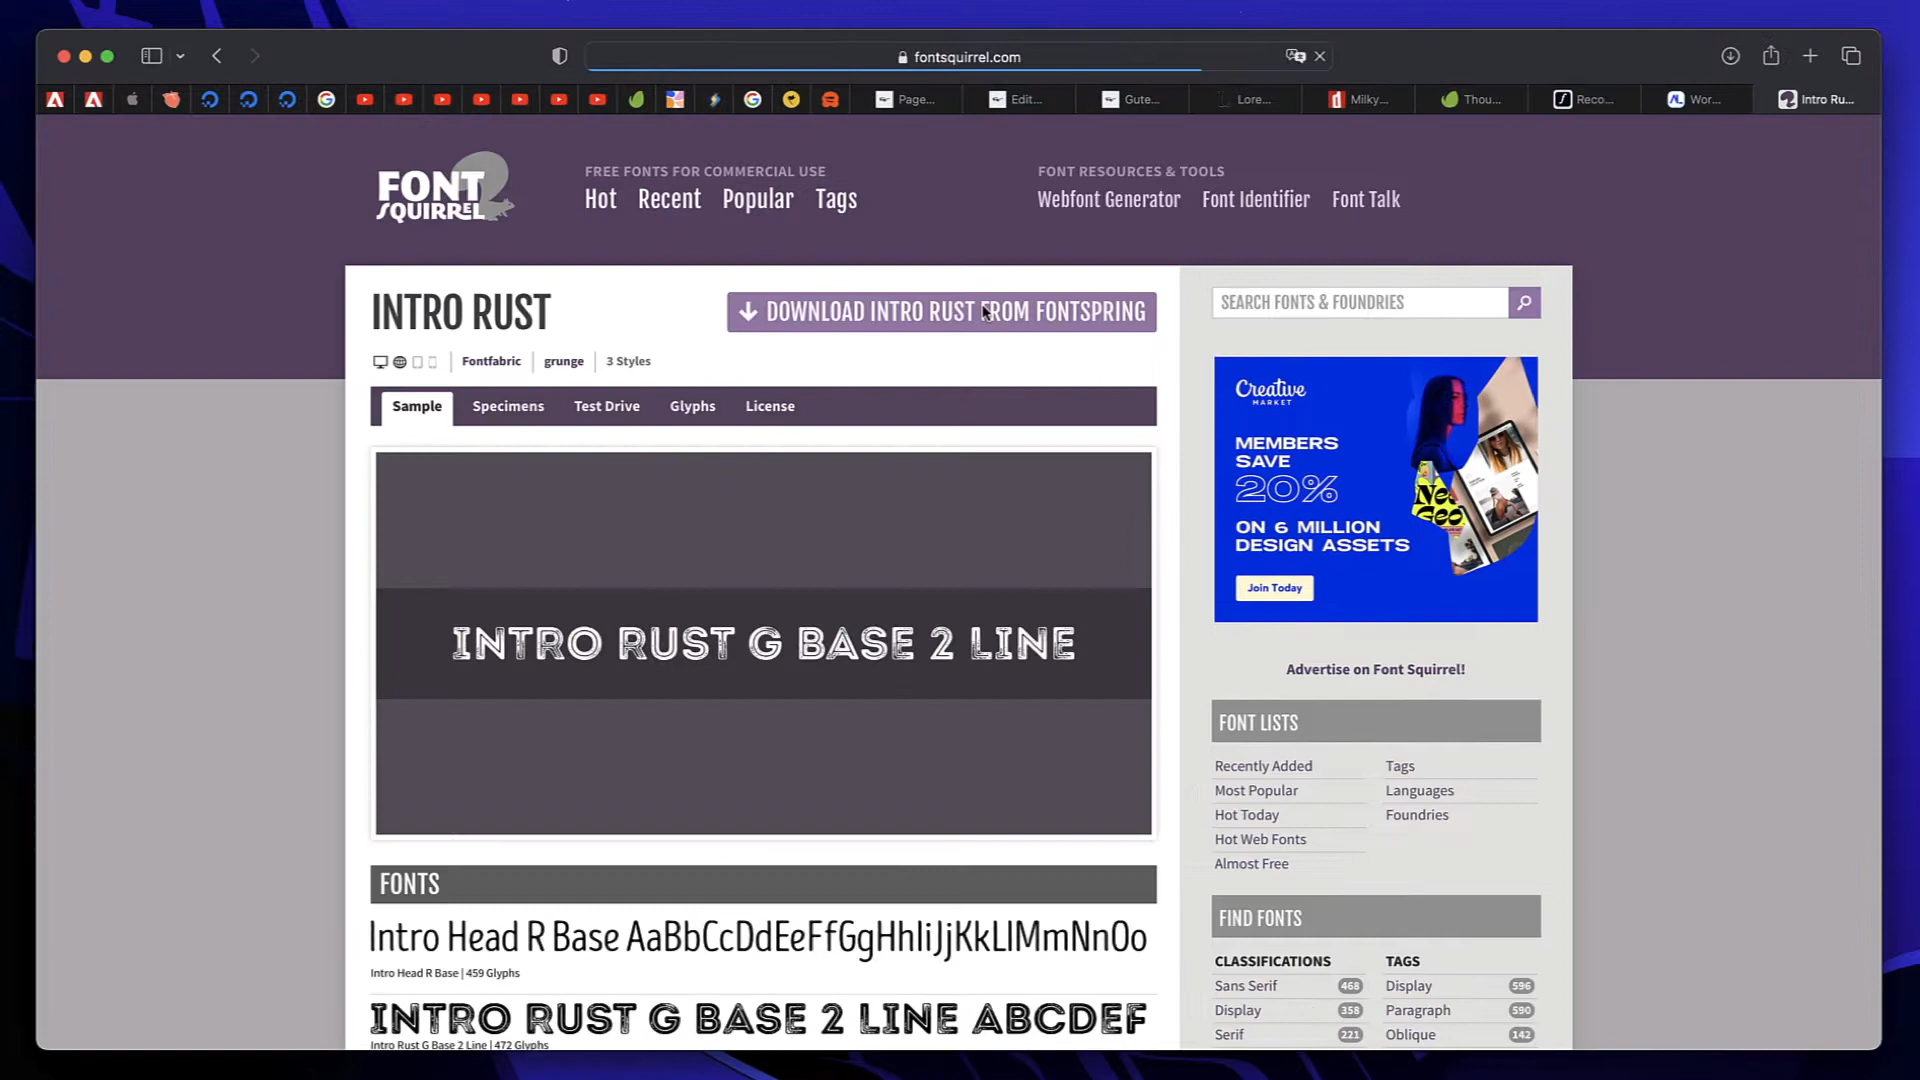 fontsquirrel.com
Page...
Edit...
Gute...
Lore...
Milky...
Thou...
Reco...
Wor...
Intro Ru...
FONT
SQUIRREL
FREE FONTS FOR COMMERCIAL USE
Hot Recent Popular Tags
FONT RESOURCES & TOOLS
Webfont Generator Font Identifier Font Talk
INTRO RUST
DOWNLOAD INTRO RUST FROM FONTSPRING
Fontfabric grunge 3 Styles
Sample Specimens Test Drive Glyphs License
INTRO RUST G BASE 2 LINE
FONTS
Intro Head R Base AaBbCcDdEeFfGgHhIiJjKkLlMmNnOo
Intro Head R Base | 459 Glyphs
INTRO RUST G BASE 2 LINE ABCDEF
Intro Rust G Base 2 Line | 472 Glyphs
SEARCH FONTS & FOUNDRIES
Creative
MARKET
MEMBERS
SAVE
20%
ON 6 MILLION
DESIGN ASSETS
Join Today
Advertise on Font Squirrel!
FONT LISTS
Recently Added Tags
Most Popular Languages
Hot Today Foundries
Hot Web Fonts
Almost Free
FIND FONTS
CLASSIFICATIONS TAGS
Sans Serif 468 Display 596
Display 358 Paragraph 590
Serif 221 Oblique 142